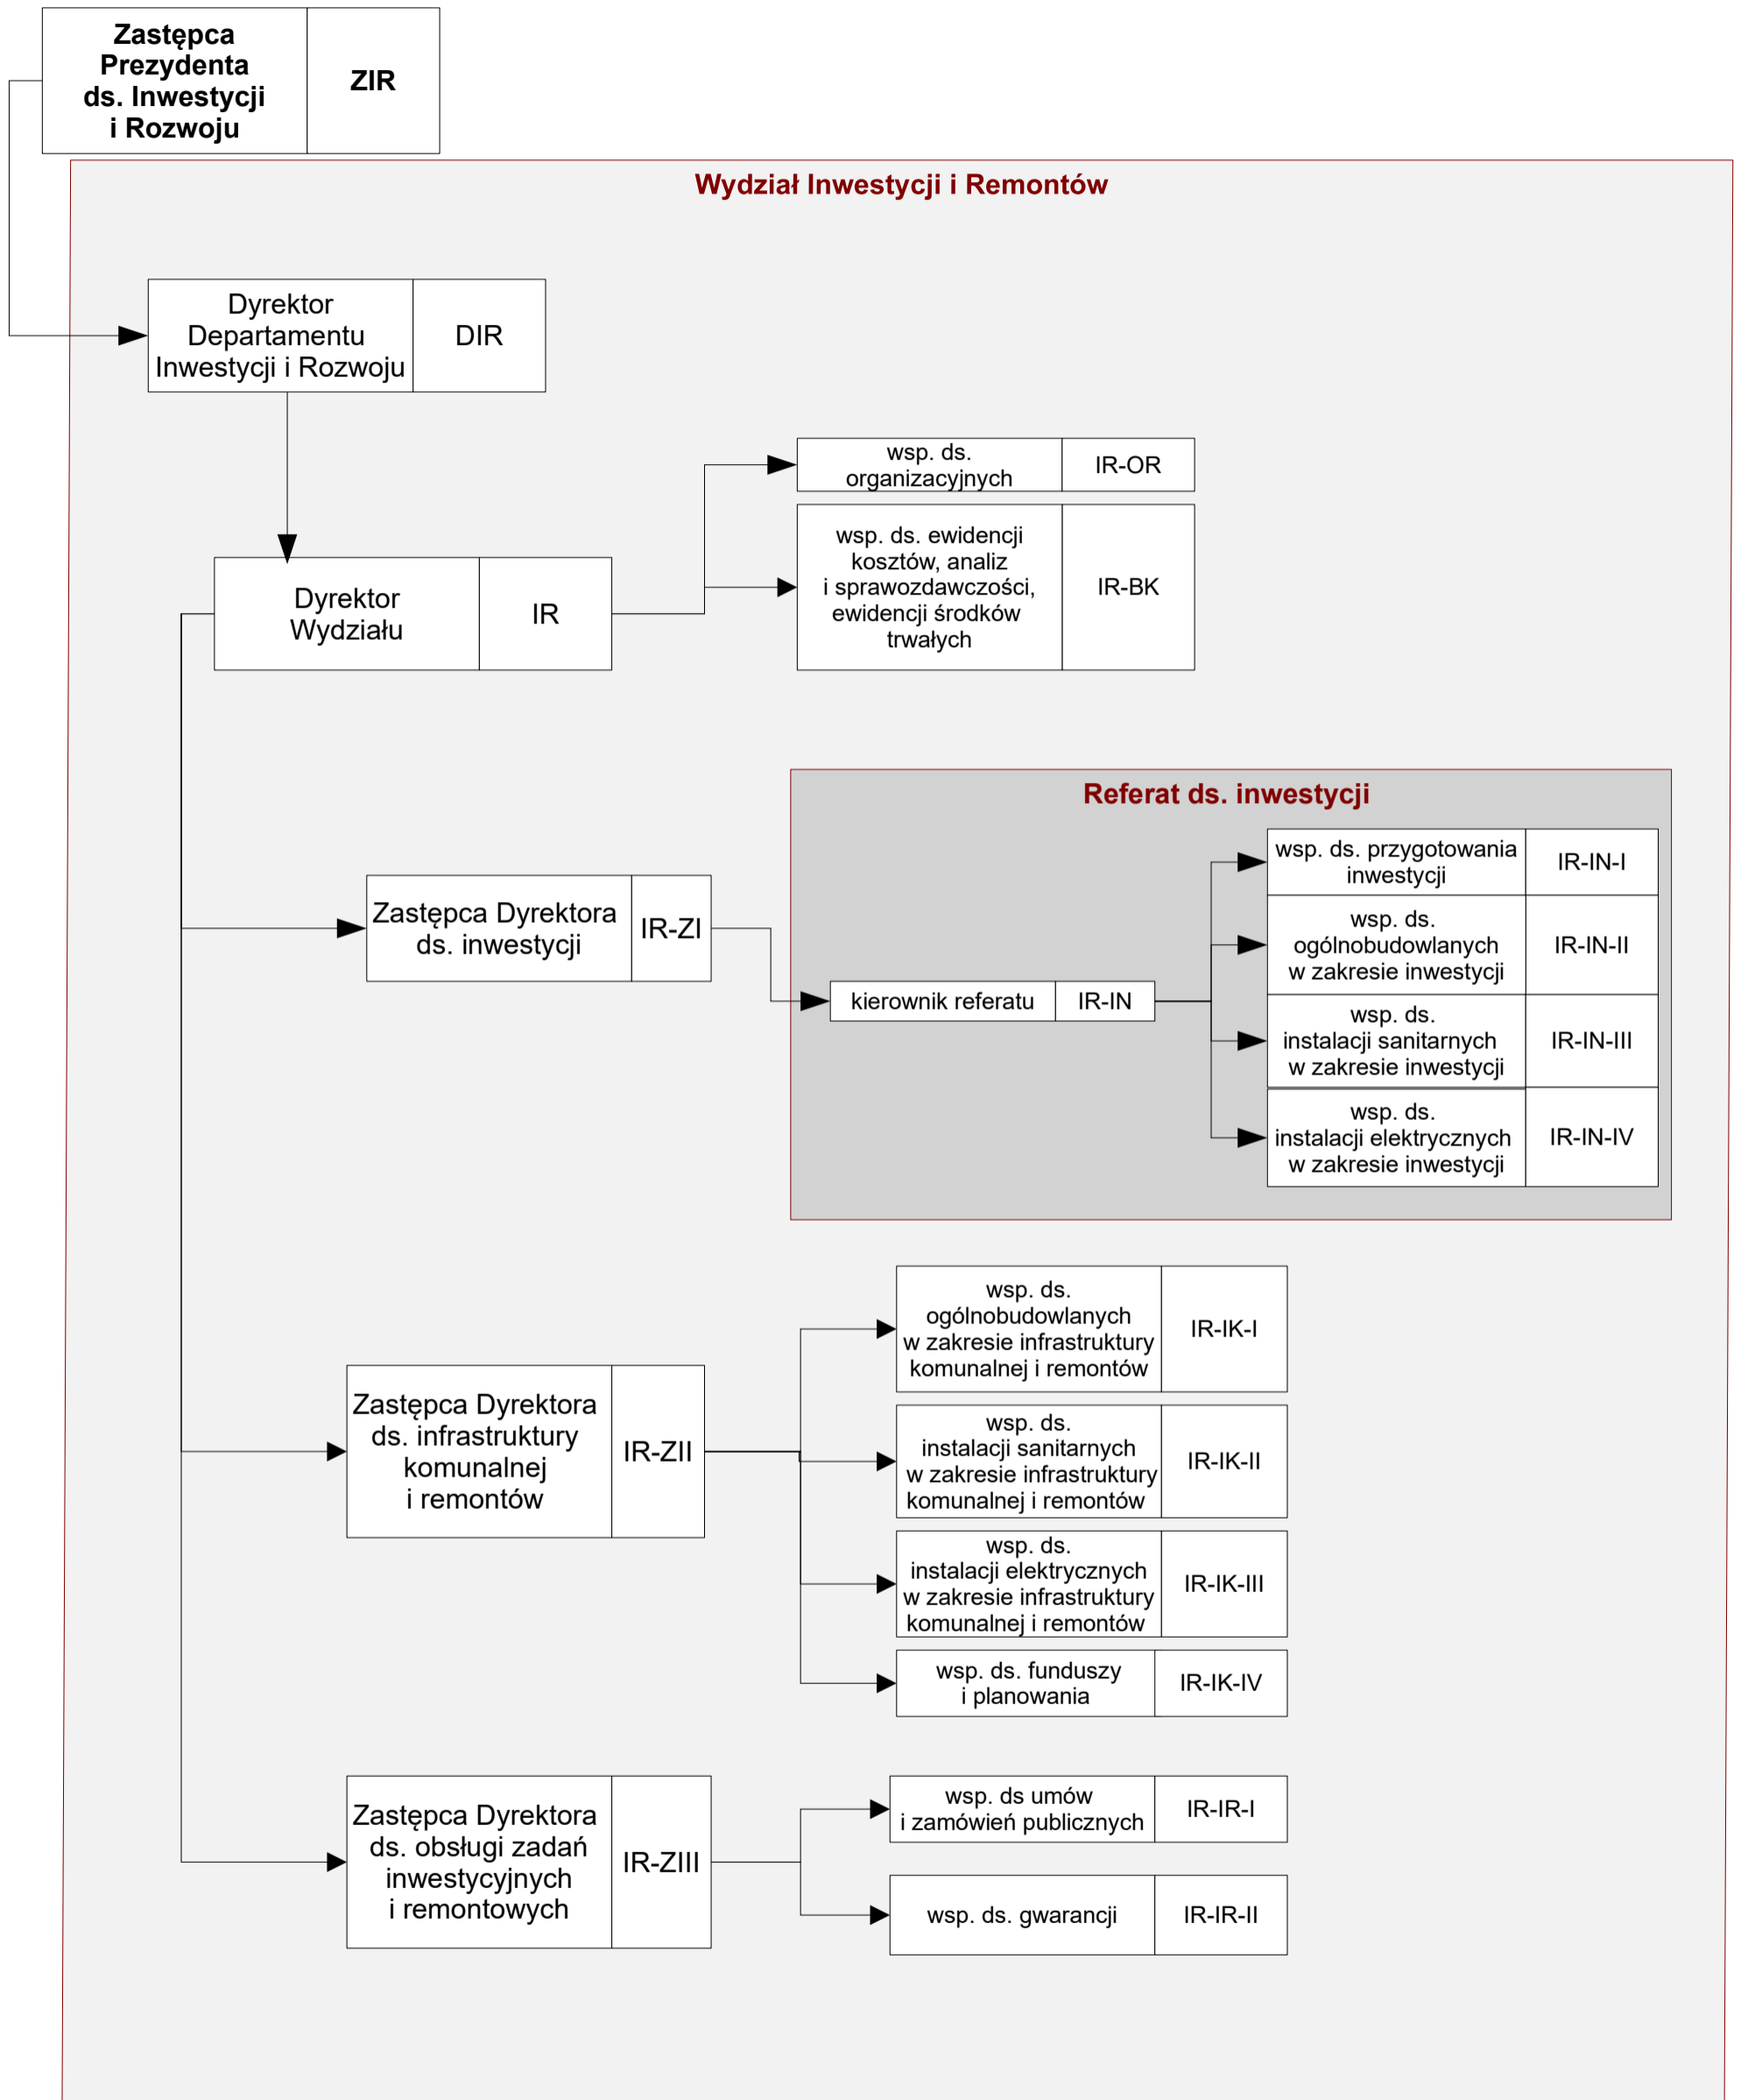 Zastępca
Prezydenta
ds. Inwestycji
i Rozwoju
ZIR
Wydział Inwestycji i Remontów
Dyrektor
Departamentu
Inwestycji i Rozwoju
DIR
wsp. ds.
organizacyjnych
IR-OR
wsp. ds. ewidencji
kosztów, analiz
i sprawozdawczości,
ewidencji środków
trwałych
IR-BK
Dyrektor
Wydziału
IR
Referat ds. inwestycji
wsp. ds. przygotowania
inwestycji
IR-IN-I
wsp. ds.
ogólnobudowlanych
w zakresie inwestycji
IR-IN-II
Zastępca Dyrektora
ds. inwestycji
IR-ZI
kierownik referatu
IR-IN
wsp. ds.
instalacji sanitarnych
w zakresie inwestycji
IR-IN-III
wsp. ds.
instalacji elektrycznych
w zakresie inwestycji
IR-IN-IV
wsp. ds.
ogólnobudowlanych
w zakresie infrastruktury
komunalnej i remontów
IR-IK-I
Zastępca Dyrektora
ds. infrastruktury
komunalnej
i remontów
IR-ZII
wsp. ds.
instalacji sanitarnych
w zakresie infrastruktury
komunalnej i remontów
IR-IK-II
wsp. ds.
instalacji elektrycznych
w zakresie infrastruktury
komunalnej i remontów
IR-IK-III
wsp. ds. funduszy
i planowania
IR-IK-IV
Zastępca Dyrektora
ds. obsługi zadań
inwestycyjnych
i remontowych
IR-ZIII
wsp. ds umów
i zamówień publicznych
IR-IR-I
wsp. ds. gwarancji
IR-IR-II